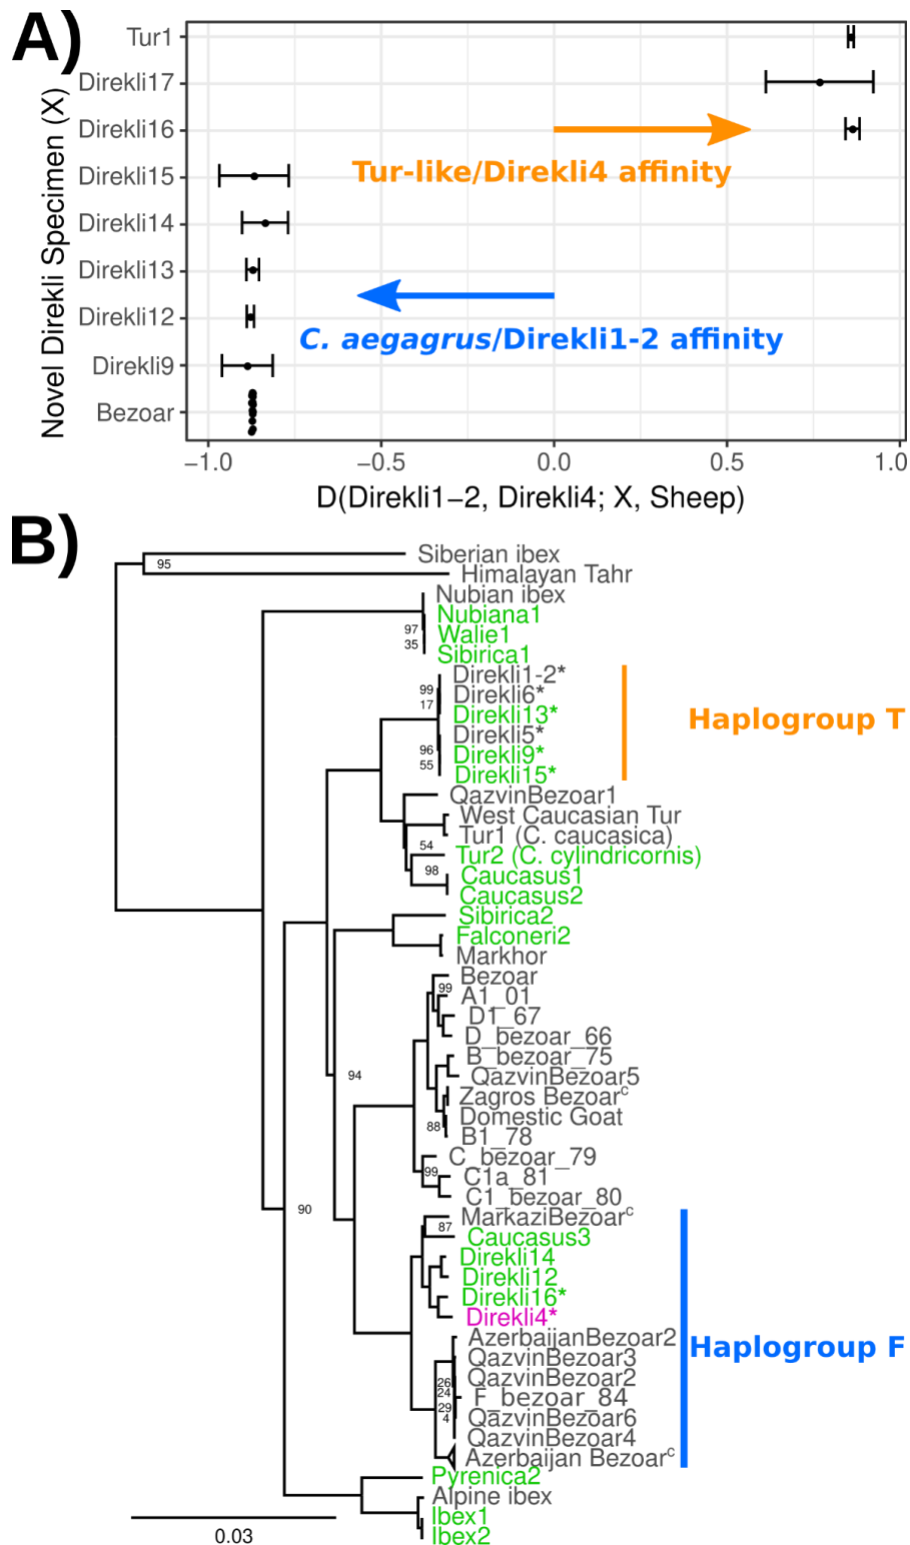 A)
Novel Direkli Specimen (X)
Tur1
Direkli17
Direkli16
Direkli15
Direkli14
Direkli13
Direkli12
Direkli9
Bezoar
Tur-like/Direkli4 affinity
C. aegagrus/Direkli1-2 affinity
−1.0 −0.5 0.0 0.5 1.0
D(Direkli1−2, Direkli4; X, Sheep)
B)
Siberian ibex
95
Himalayan Tahr
Nubian ibex
Nubiana1
97
Walie1
35
Sibirica1
Direkli1-2*
99
Direkli6*
17
Direkli13*
Haplogroup T
Direkli5*
96
Direkli9*
55
Direkli15*
QazvinBezoar1
West Caucasian Tur
Tur1 (C. caucasica)
54
Tur2 (C. cylindricornis)
98
Caucasus1
Caucasus2
Sibirica2
Falconeri2
Markhor
Bezoar
99
A1_01
D1_67
D_bezoar_66
B_bezoar_75
94
QazvinBezoar5
Zagros Bezoarᶜ
Domestic Goat
88
B1_78
C_bezoar_79
99
C1a_81
C1_bezoar_80
90
MarkaziBezoarᶜ
87
Caucasus3
Direkli14
Direkli12
Direkli16*
Direkli4*
AzerbaijanBezoar2
Haplogroup F
QazvinBezoar3
QazvinBezoar2
26
24
F_bezoar_84
29
4
QazvinBezoar6
QazvinBezoar4
Azerbaijan Bezoarᶜ
Pyrenica2
Alpine ibex
Ibex1
Ibex2
0.03